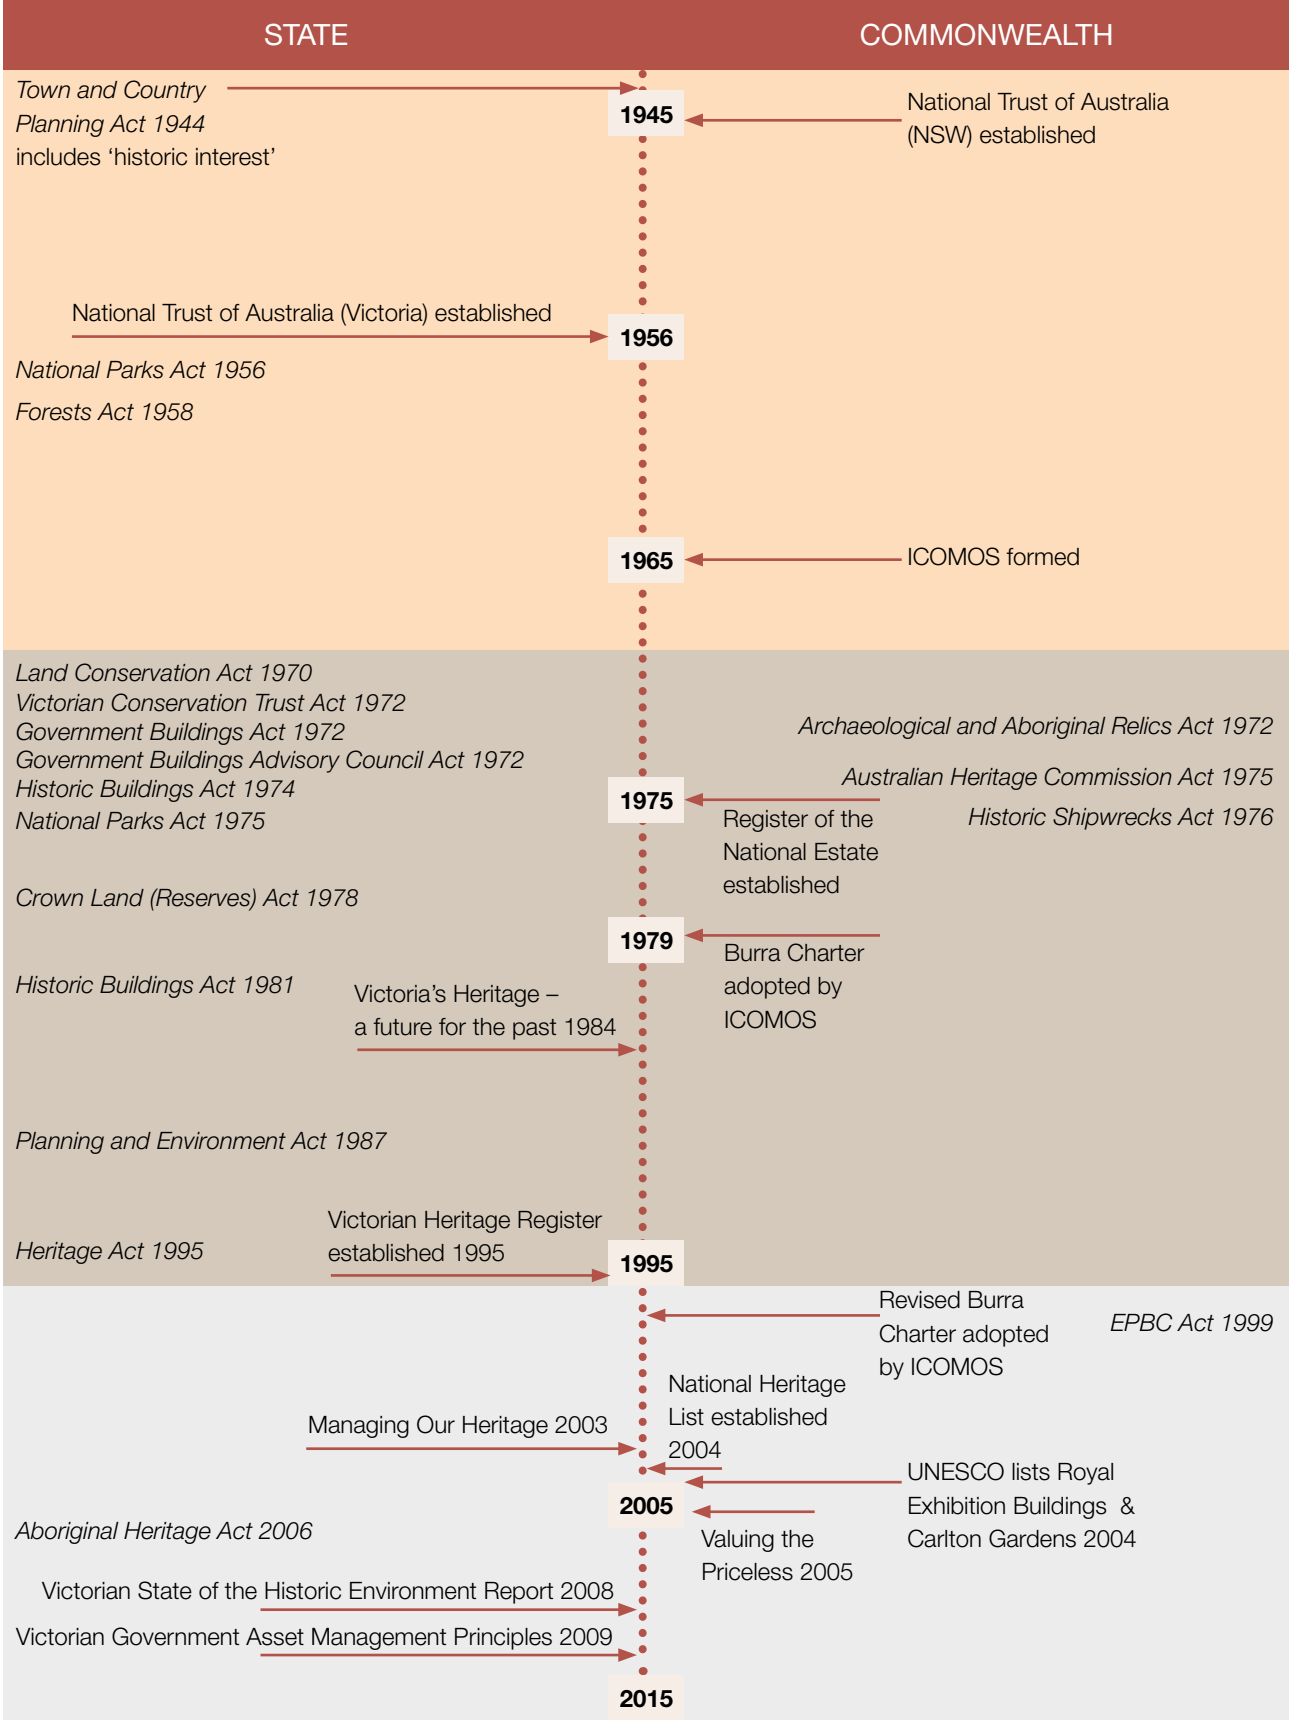 STATE
COMMONWEALTH
Town and Country
Planning Act 1944
includes ‘historic interest’
1945
National Trust of Australia
(NSW) established
National Trust of Australia (Victoria) established
1956
National Parks Act 1956
Forests Act 1958
1965
ICOMOS formed
Land Conservation Act 1970
Victorian Conservation Trust Act 1972
Government Buildings Act 1972
Government Buildings Advisory Council Act 1972
Historic Buildings Act 1974
National Parks Act 1975
Archaeological and Aboriginal Relics Act 1972
Australian Heritage Commission Act 1975
1975
Register of the
National Estate
established
Historic Shipwrecks Act 1976
Crown Land (Reserves) Act 1978
1979
Burra Charter
adopted by
ICOMOS
Historic Buildings Act 1981
Victoria’s Heritage –
a future for the past 1984
Planning and Environment Act 1987
Victorian Heritage Register
established 1995
Heritage Act 1995
1995
Revised Burra
Charter adopted
by ICOMOS
EPBC Act 1999
National Heritage
List established
2004
Managing Our Heritage 2003
UNESCO lists Royal
Exhibition Buildings &
Carlton Gardens 2004
2005
Valuing the
Priceless 2005
Aboriginal Heritage Act 2006
Victorian State of the Historic Environment Report 2008
Victorian Government Asset Management Principles 2009
2015